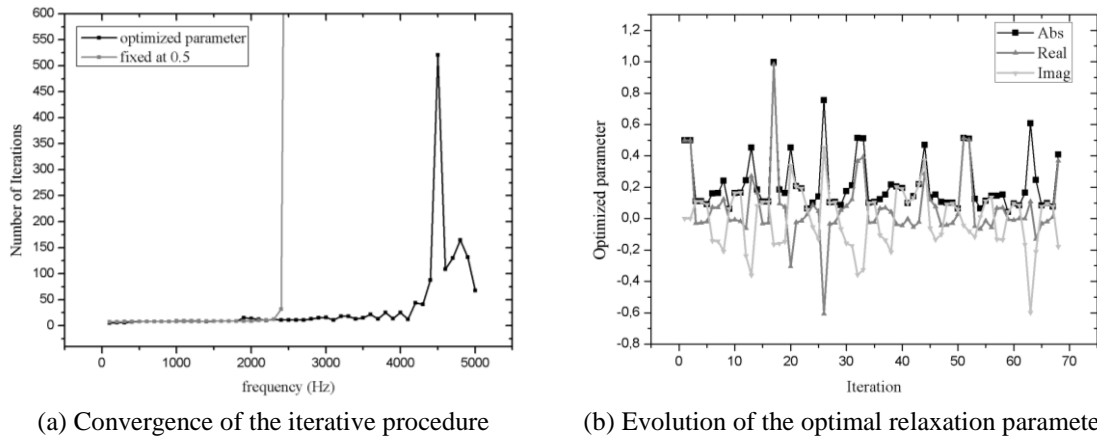 600
550
500
450
400
350
300
250
200
150
100
50
0
Number of Iterations
optimized parameter
fixed at 0.5
0 1000 2000 3000 4000 5000
frequency (Hz)
(a) Convergence of the iterative procedure
1,2
1,0
0,8
0,6
0,4
0,2
0,0
-0,2
-0,4
-0,6
-0,8
Optimized parameter
Abs
Real
Imag
0 10 20 30 40 50 60 70
Iteration
(b) Evolution of the optimal relaxation paramete